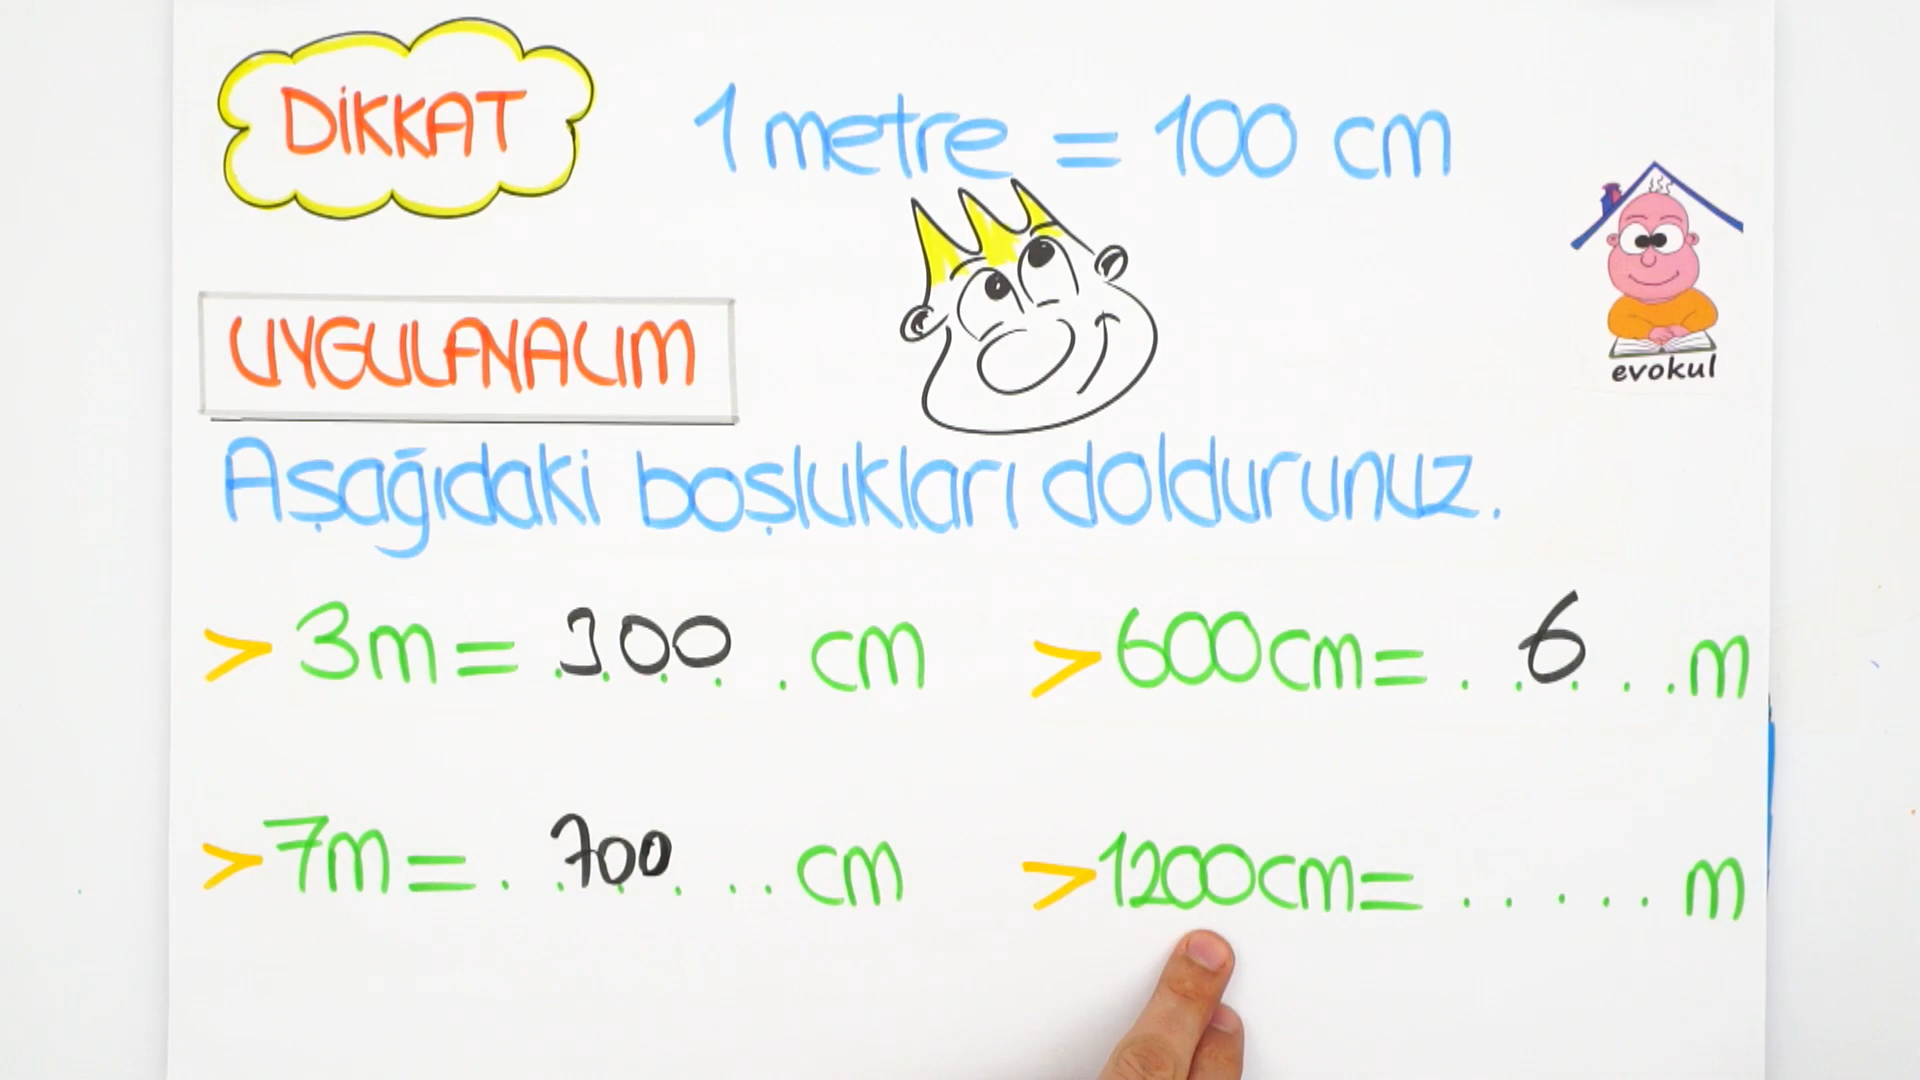 DİKKAT
1 metre = 100 cm
evokul
UYGULAYALIM
Aşağıdaki boşlukları doldurunuz.
> 3m = 300 . cm
> 600cm = . . 6 . . . m
> 7m = . . 700 . . . cm
> 1200cm = . . . . . m